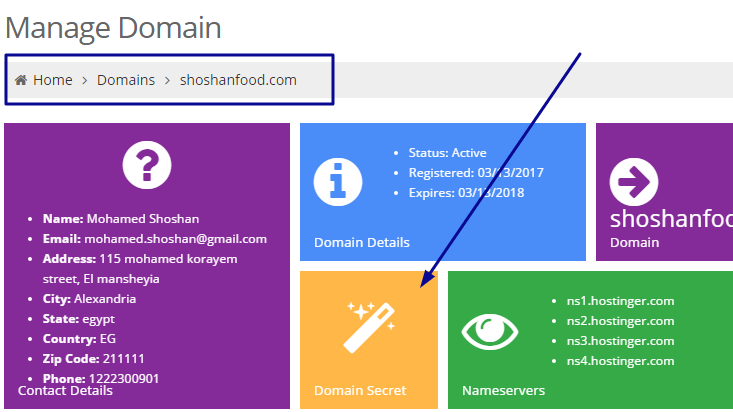 Manage Domain
Home > Domains > shoshanfood.com
Name: Mohamed Shoshan
Email: mohamed.shoshan@gmail.com
Address: 115 mohamed korayem
street, El mansheyia
City: Alexandria
State: egypt
Country: EG
Zip Code: 211111
Phone: 1222300901
Contact Details
Status: Active
Registered: 03/13/2017
Expires: 03/13/2018
Domain Details
shoshanfood
Domain
Domain Secret
ns1.hostinger.com
ns2.hostinger.com
ns3.hostinger.com
ns4.hostinger.com
Nameservers